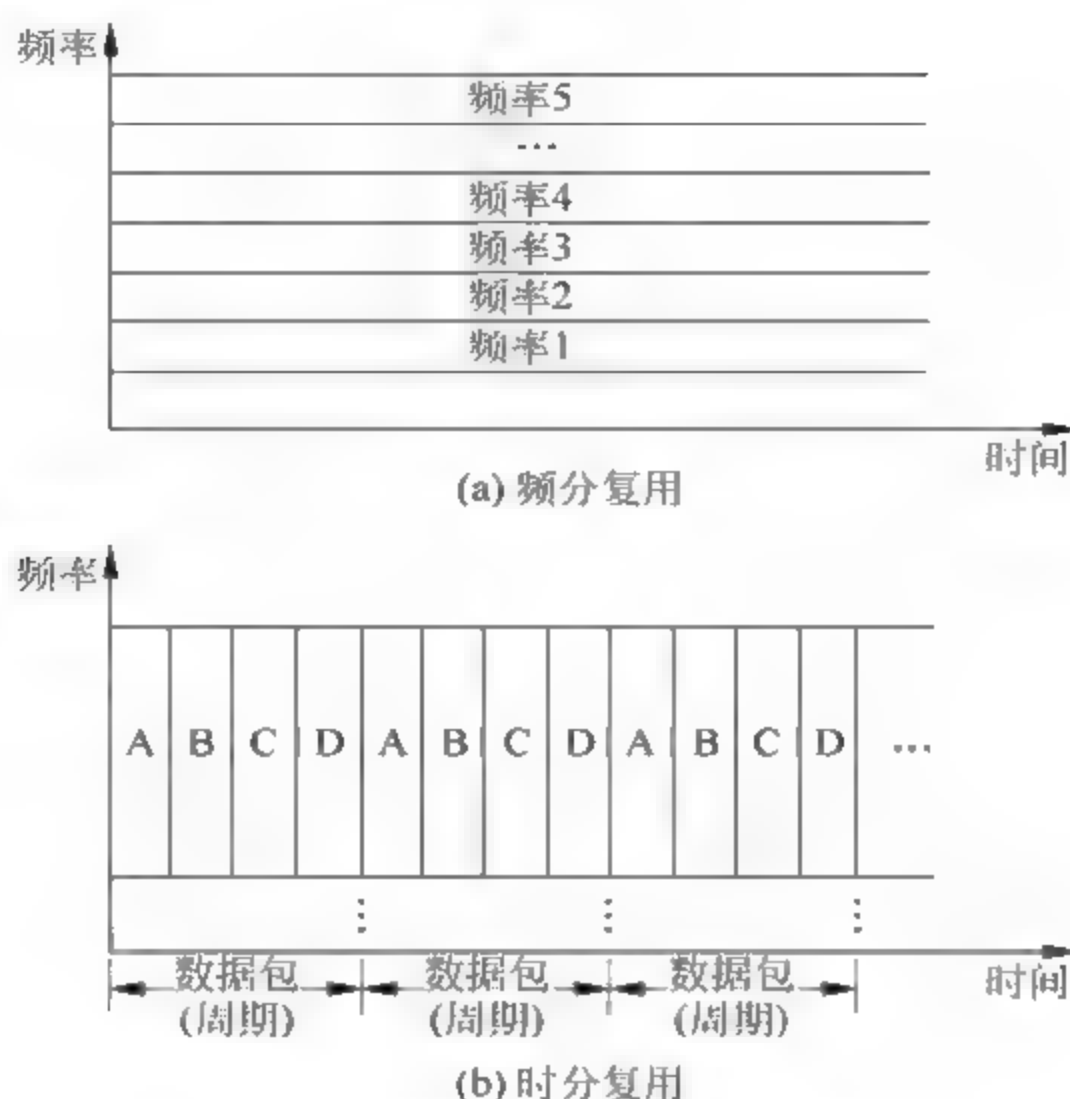 频率
频率5
…
频率4
频率3
频率2
频率1
时间
(a) 频分复用
频率
A B C D A B C D A B C D …
数据包 数据包 数据包 时间
(周期) (周期) (周期)
(b) 时分复用